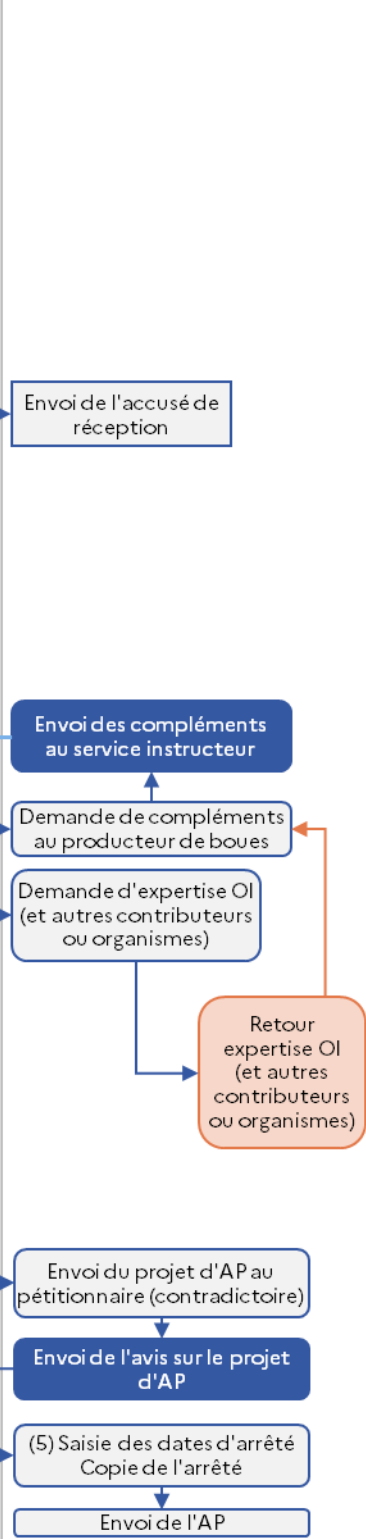 Envoi de l'accusé de
réception
Envoi des compléments
au service instructeur
Demande de compléments
au producteur de boues
Demande d'expertise OI
(et autres contributeurs
ou organismes)
Retour
expertise OI
(et autres
contributeurs
ou organismes)
Envoi du projet d'AP au
pétitionnaire (contradictoire)
Envoi de l'avis sur le projet
d'AP
(5) Saisie des dates d'arrêté
Copie de l'arrêté
Envoi de l'AP